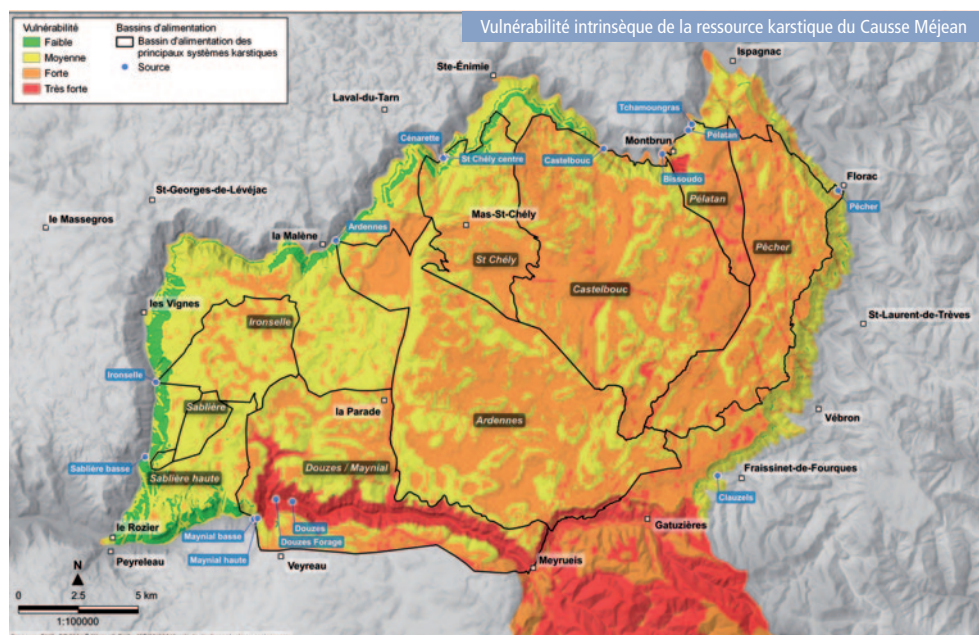 Vulnérabilité intrinsèque de la ressource karstique du Causse Méjean
Vulnérabilité
Faible
Moyenne
Forte
Très forte
Bassins d'alimentation
Bassin d'alimentation des
principaux systèmes karstiques
Source
Ispagnac
Ste-Énimie
Laval-du-Tarn
Tchamoungras
Cénarette
Montbrun
Pélatan
St Chély centre
Castelbouc
Bissoudo
Florac
St-Georges-de-Lévéjac
Pélatan
Pêcher
le Massegros
Mas-St-Chély
la Malène
Ardennes
Pêcher
St Chély
Castelbouc
les Vignes
Ironselle
St-Laurent-de-Trèves
Ironselle
la Parade
Sablière
Vébron
Ardennes
Sablière basse
Douzes / Maynial
Fraissinet-de-Fourques
Sablière haute
Clauzels
le Rozier
Douzes
Gatuzières
Maynial basse
Douzes Forage
Peyreleau
Maynial haute
Veyreau
Meyrueis
N
0 2.5 5 km
1:100000